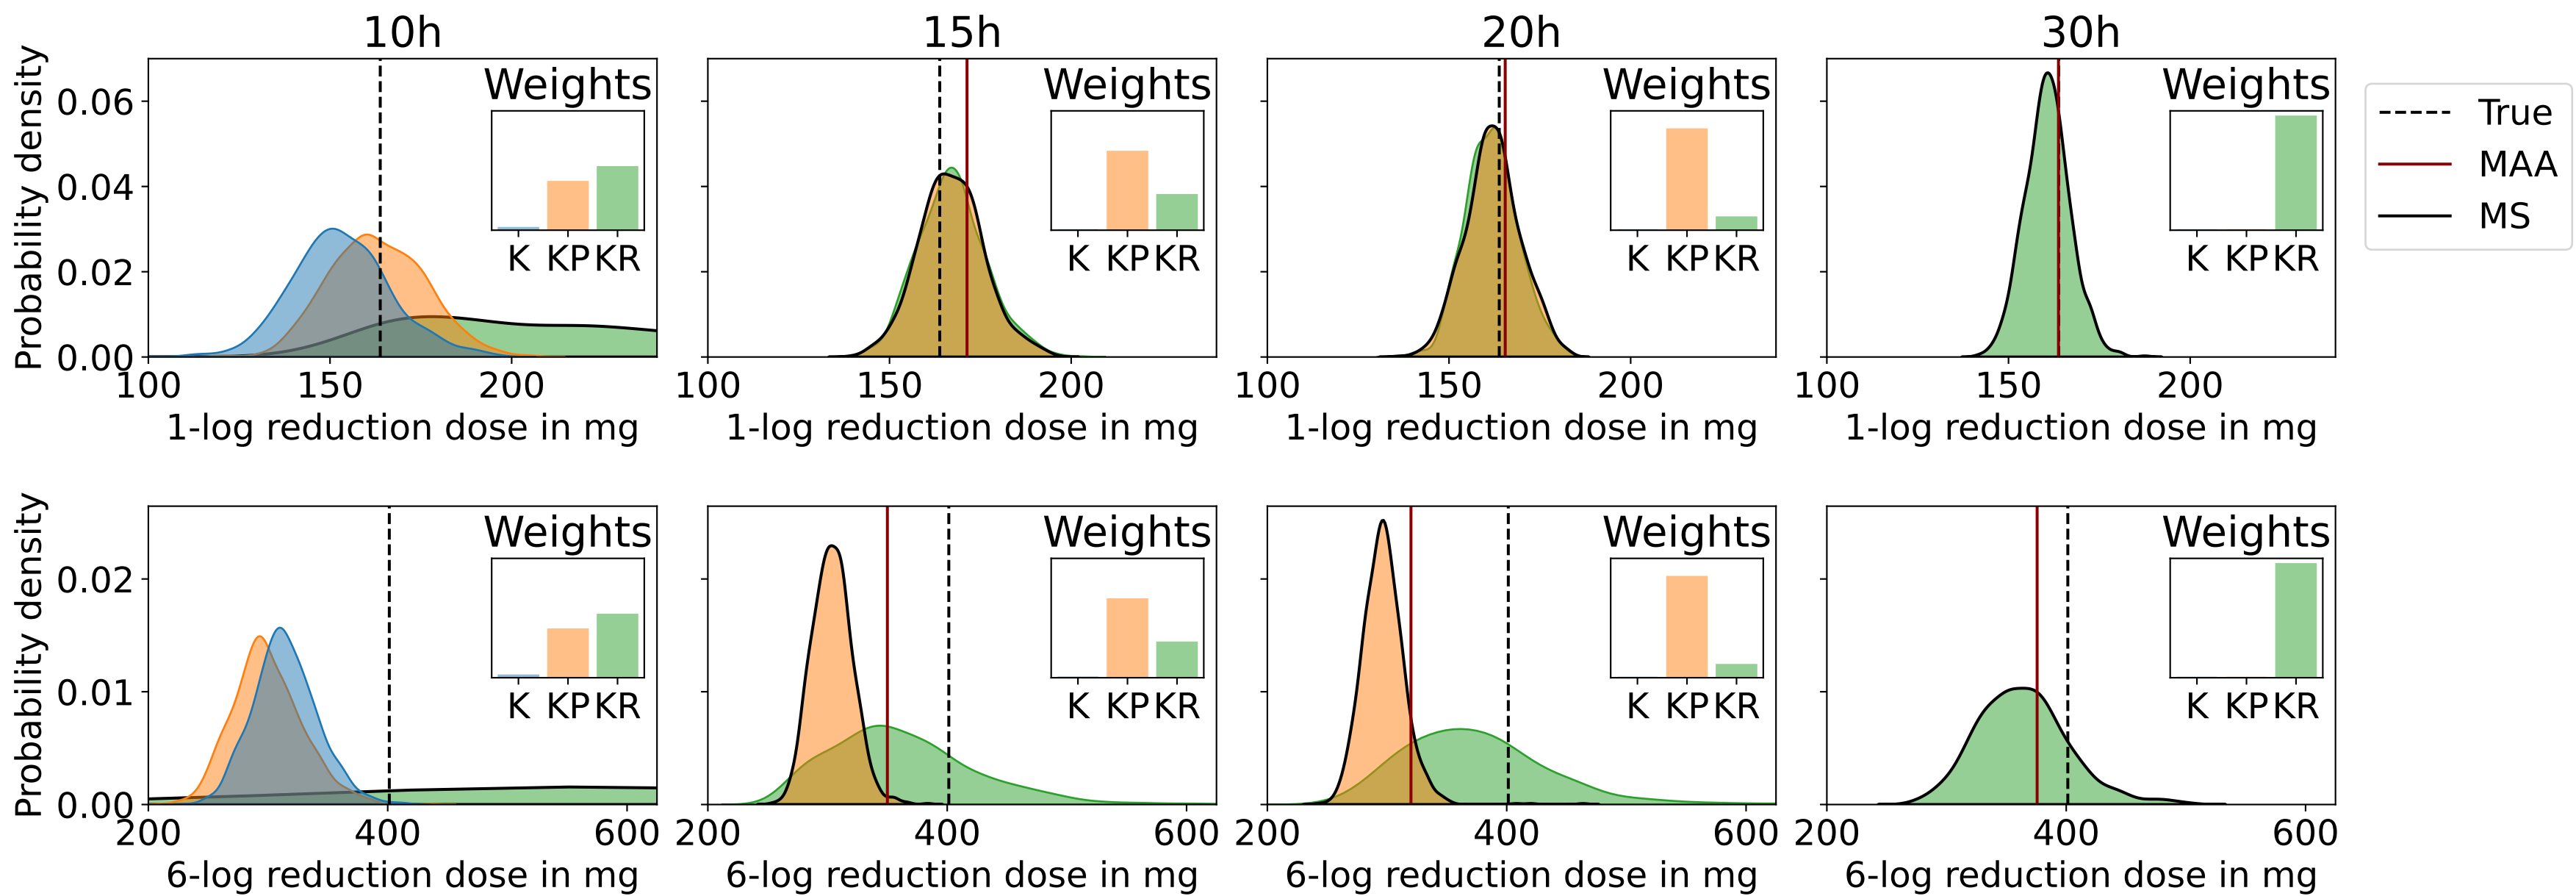 10h 15h 20h 30h
Probability density
0.06
0.04
0.02
0.00
Weights Weights Weights Weights
K KP KR K KP KR K KP KR K KP KR
True
MAA
MS
100 150 200 100 150 200 100 150 200 100 150 200
1-log reduction dose in mg 1-log reduction dose in mg 1-log reduction dose in mg 1-log reduction dose in mg
Probability density
0.02
0.01
0.00
Weights Weights Weights Weights
K KP KR K KP KR K KP KR K KP KR
200 400 600 200 400 600 200 400 600 200 400 600
6-log reduction dose in mg 6-log reduction dose in mg 6-log reduction dose in mg 6-log reduction dose in mg